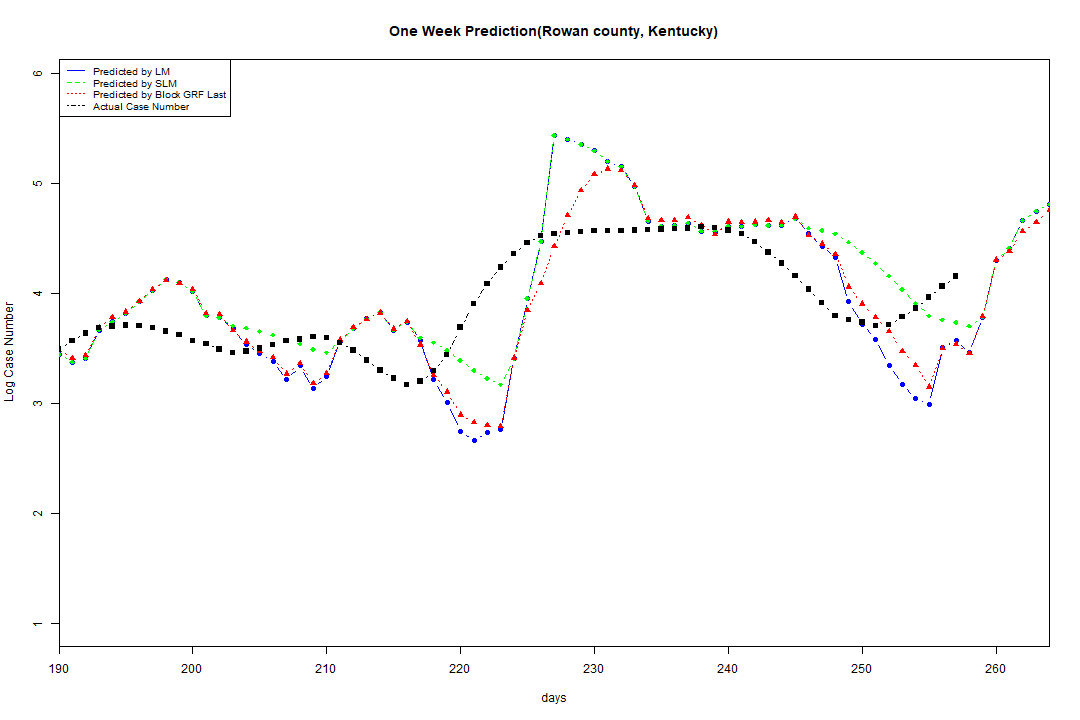 One Week Prediction(Rowan county, Kentucky)
Predicted by LM
Predicted by SLM
Predicted by Block GRF Last
Actual Case Number
Log Case Number
6
5
4
3
2
1
190 200 210 220 230 240 250 260
days